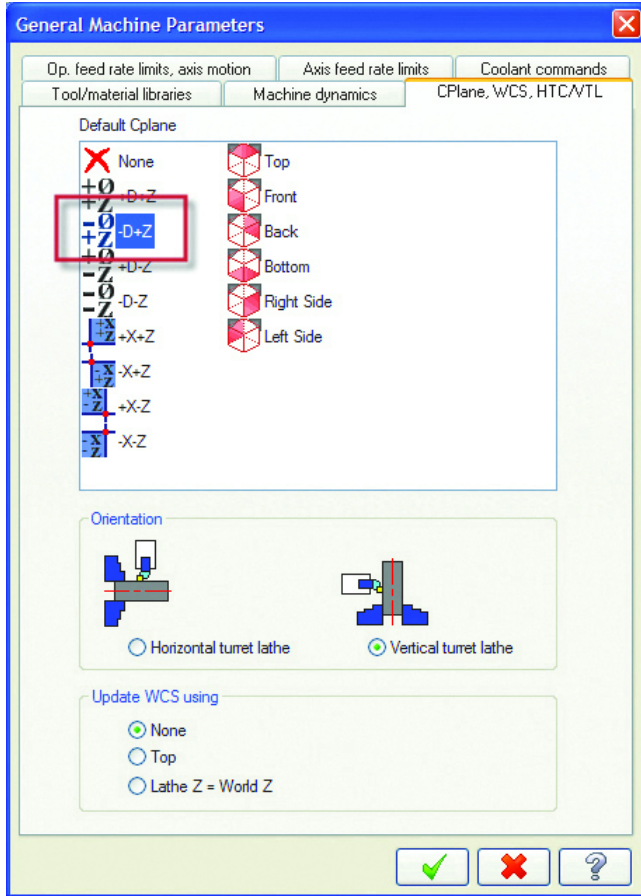 General Machine Parameters
Op. feed rate limits, axis motion
Axis feed rate limits
Coolant commands
Tool/material libraries
Machine dynamics
CPlane, WCS, HTC/VTL
Default Cplane
None
+D+Z
-D+Z
+D-Z
-D-Z
+X+Z
-X+Z
+X-Z
-X-Z
Top
Front
Back
Bottom
Right Side
Left Side
Orientation
Horizontal turret lathe
Vertical turret lathe
Update WCS using
None
Top
Lathe Z = World Z